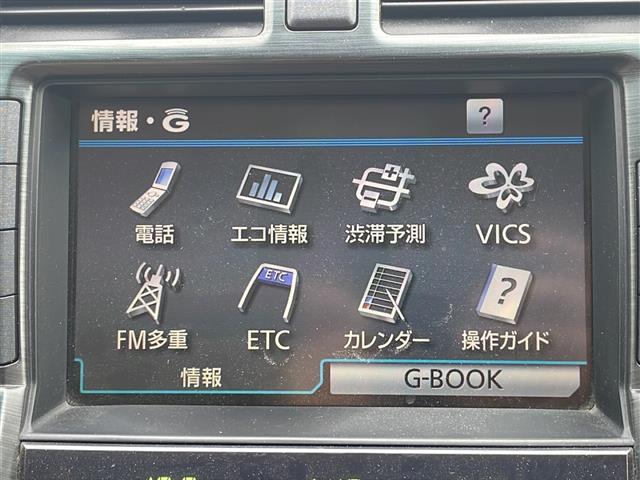 情報・G
?
電話 エコ情報 渋滞予測 VICS
ETC
?
FM多重 ETC カレンダー 操作ガイド
情報 G-BOOK